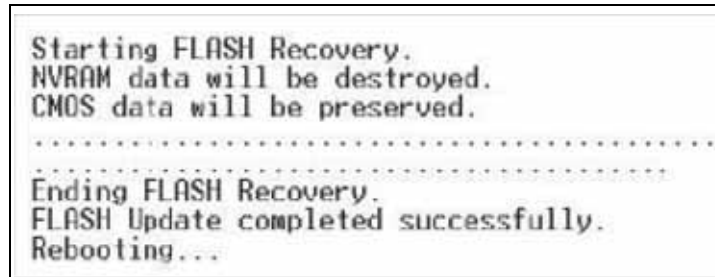 Starting FLASH Recovery.
NVRAM data will be destroyed.
CMOS data will be preserved.
...........................................
........................................
Ending FLASH Recovery.
FLASH Update completed successfully.
Rebooting...